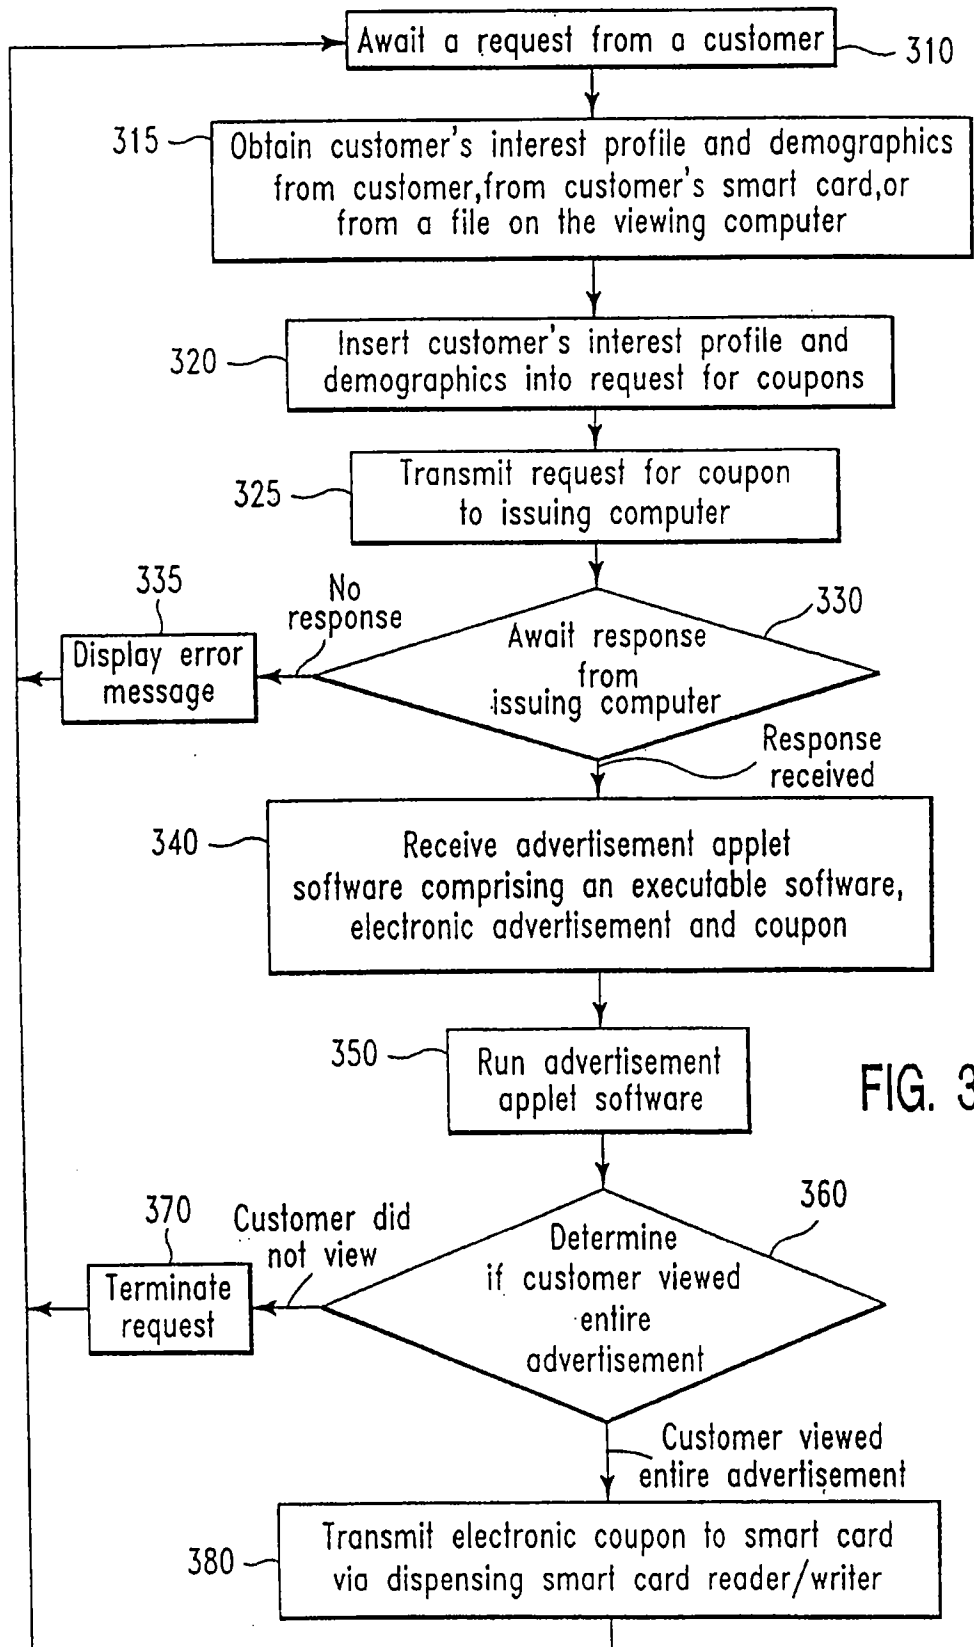 Await a request from a customer
310
315
Obtain customer's interest profile and demographics
from customer, from customer's smart card, or
from a file on the viewing computer
320
Insert customer's interest profile and
demographics into request for coupons
325
Transmit request for coupon
to issuing computer
335
No
response
330
Display error
message
Await response
from
issuing computer
Response
received
340
Receive advertisement applet
software comprising an executable software,
electronic advertisement and coupon
350
Run advertisement
applet software
FIG. 3
370
Customer did
not view
360
Terminate
request
Determine
if customer viewed
entire
advertisement
Customer viewed
entire advertisement
380
Transmit electronic coupon to smart card
via dispensing smart card reader/writer